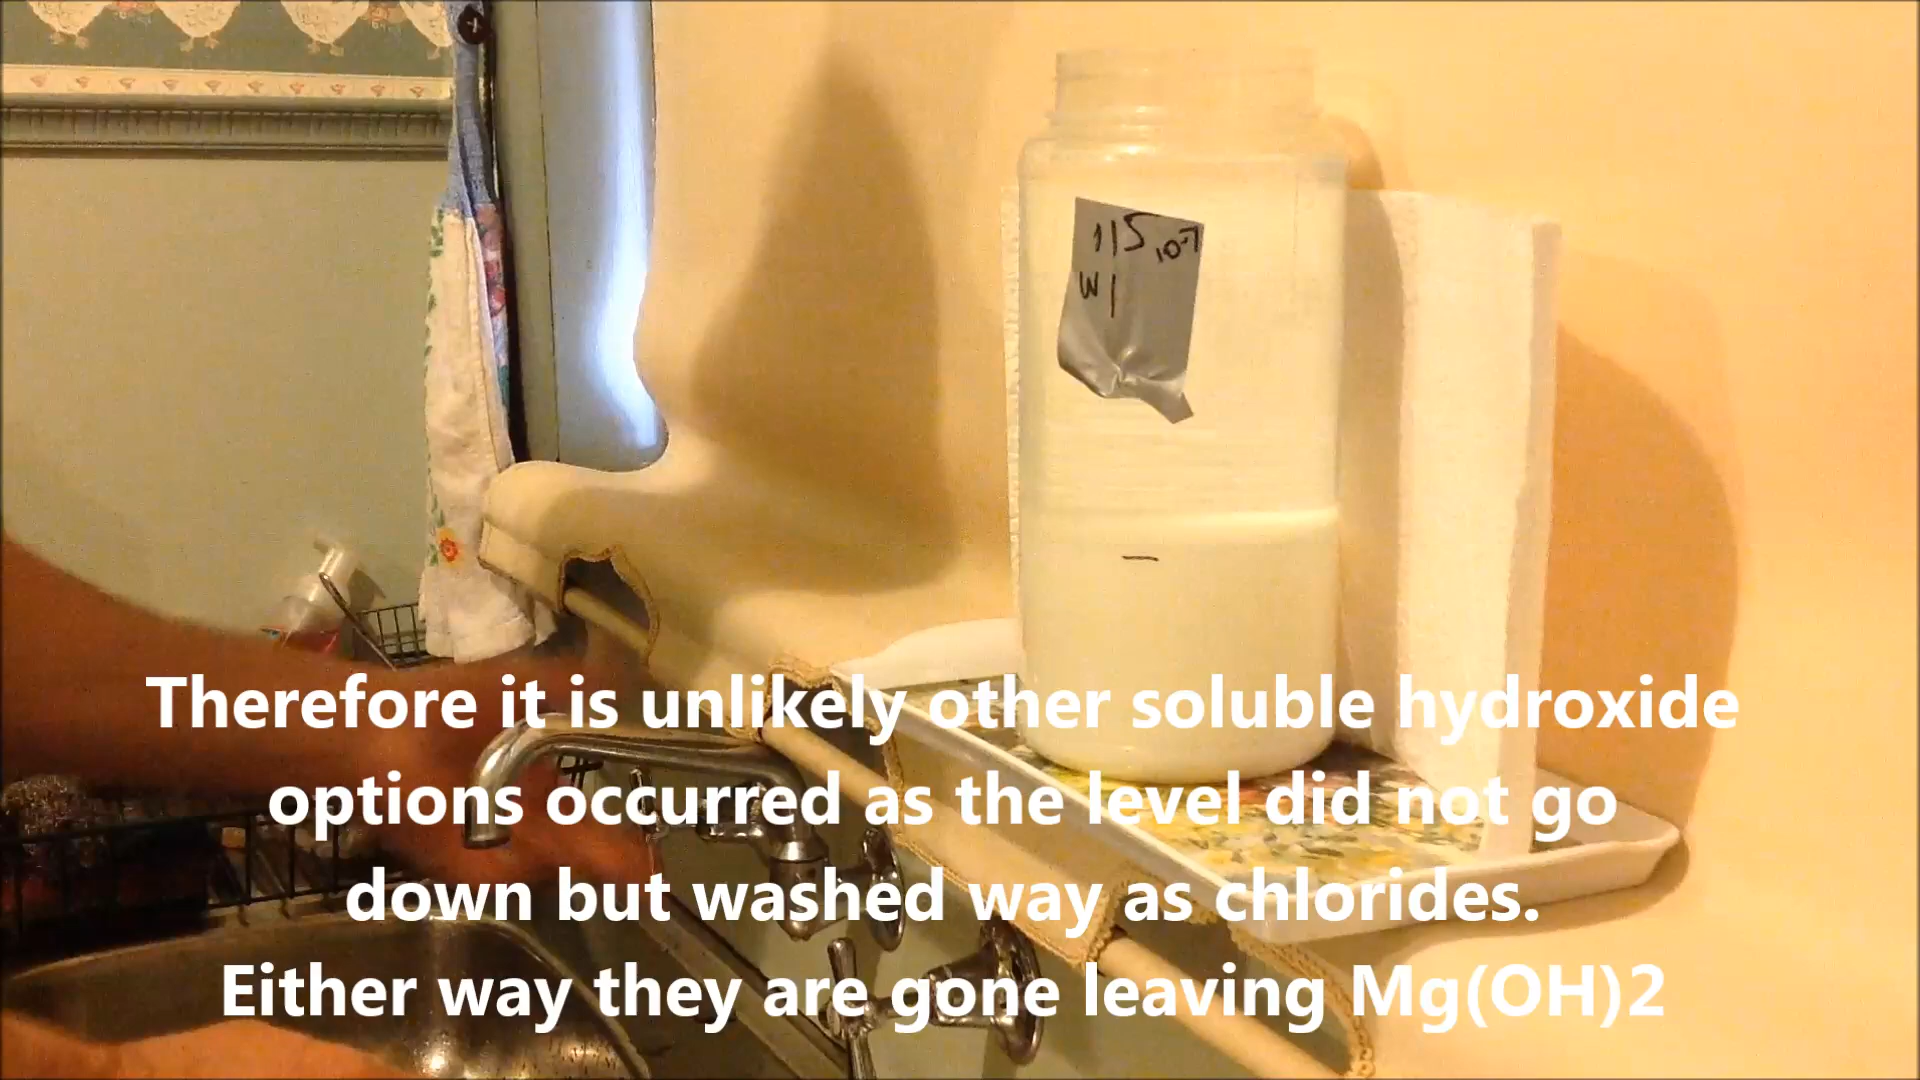 115 10-7
W1
Therefore it is unlikely other soluble hydroxide
options occurred as the level did not go
down but washed way as chlorides.
Either way they are gone leaving Mg(OH)2